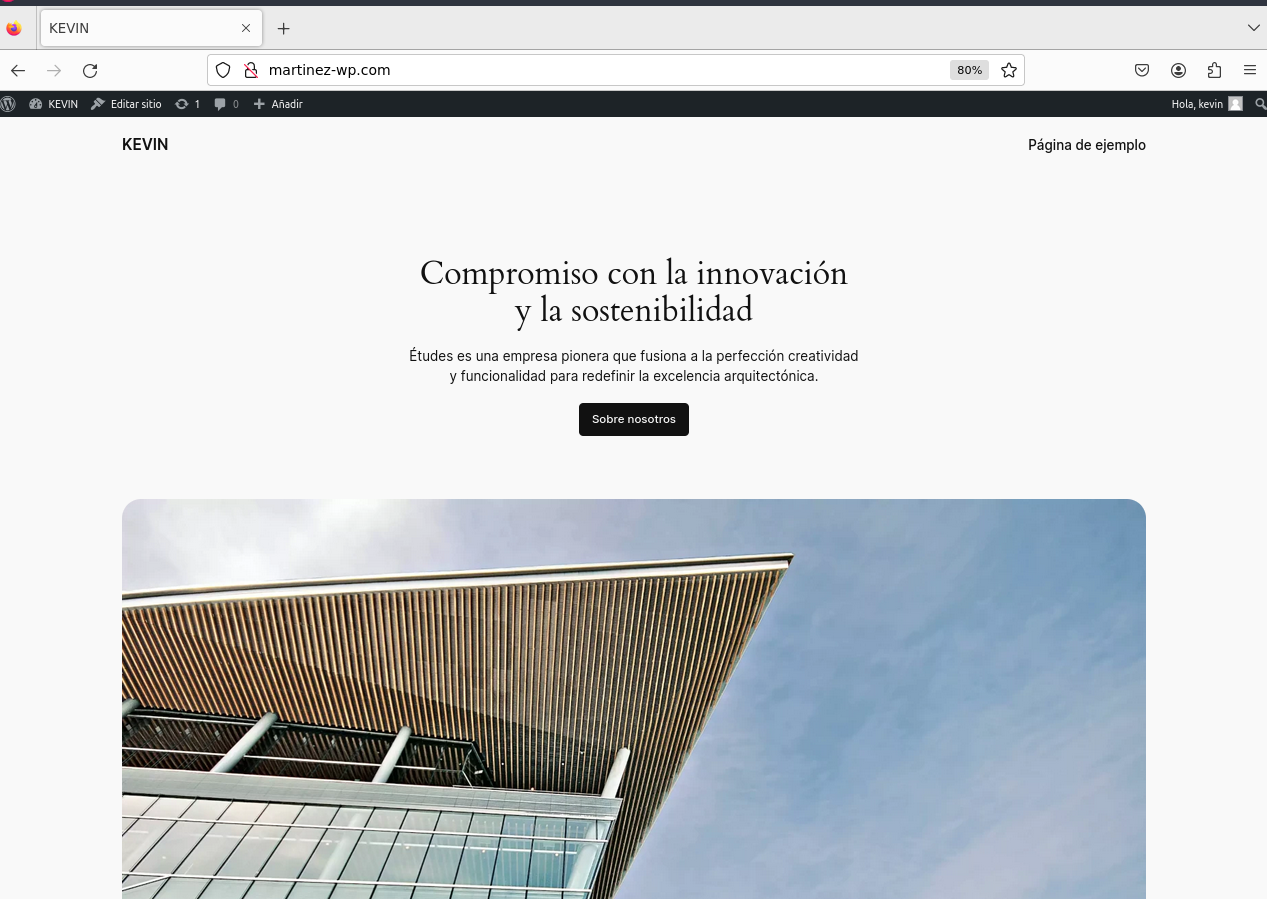 KEVIN
martinez-wp.com
80%
KEVIN
Editar sitio
1
0
Añadir
Hola, kevin
KEVIN
Página de ejemplo
Compromiso con la innovación
y la sostenibilidad
Études es una empresa pionera que fusiona a la perfección creatividad
y funcionalidad para redefinir la excelencia arquitectónica.
Sobre nosotros